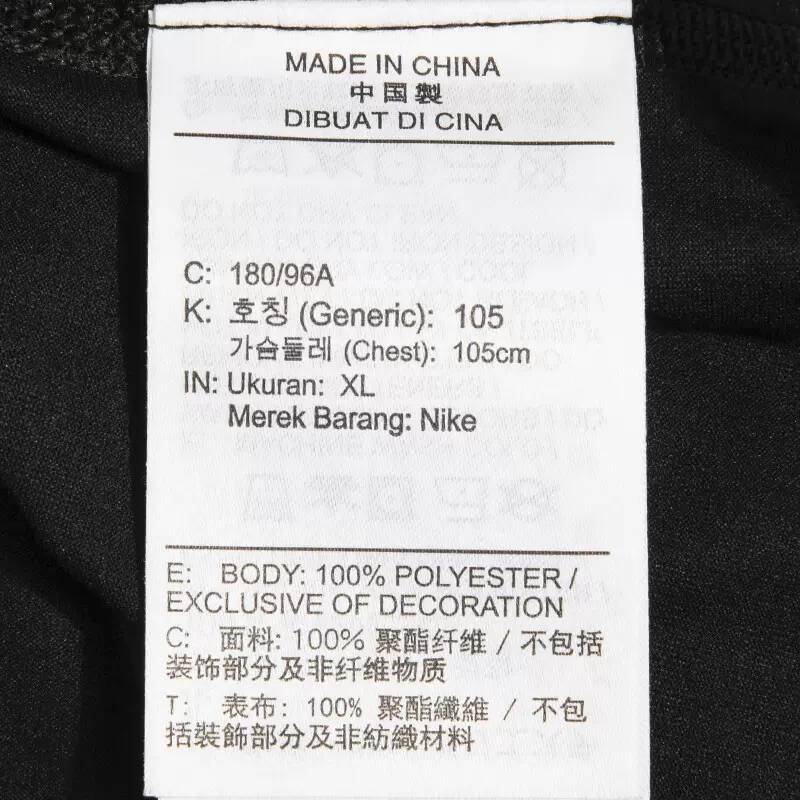 MADE IN CHINA
中国製
DIBUAT DI CINA
C: 180/96A
K: 호칭 (Generic): 105
가슴둘레 (Chest): 105cm
IN: Ukuran: XL
Merek Barang: Nike
E: BODY: 100% POLYESTER /
EXCLUSIVE OF DECORATION
C: 面料: 100% 聚酯纤维 / 不包括
装饰部分及非纤维物质
T: 表布: 100% 聚酯纖維 / 不包
括裝飾部分及非紡織材料